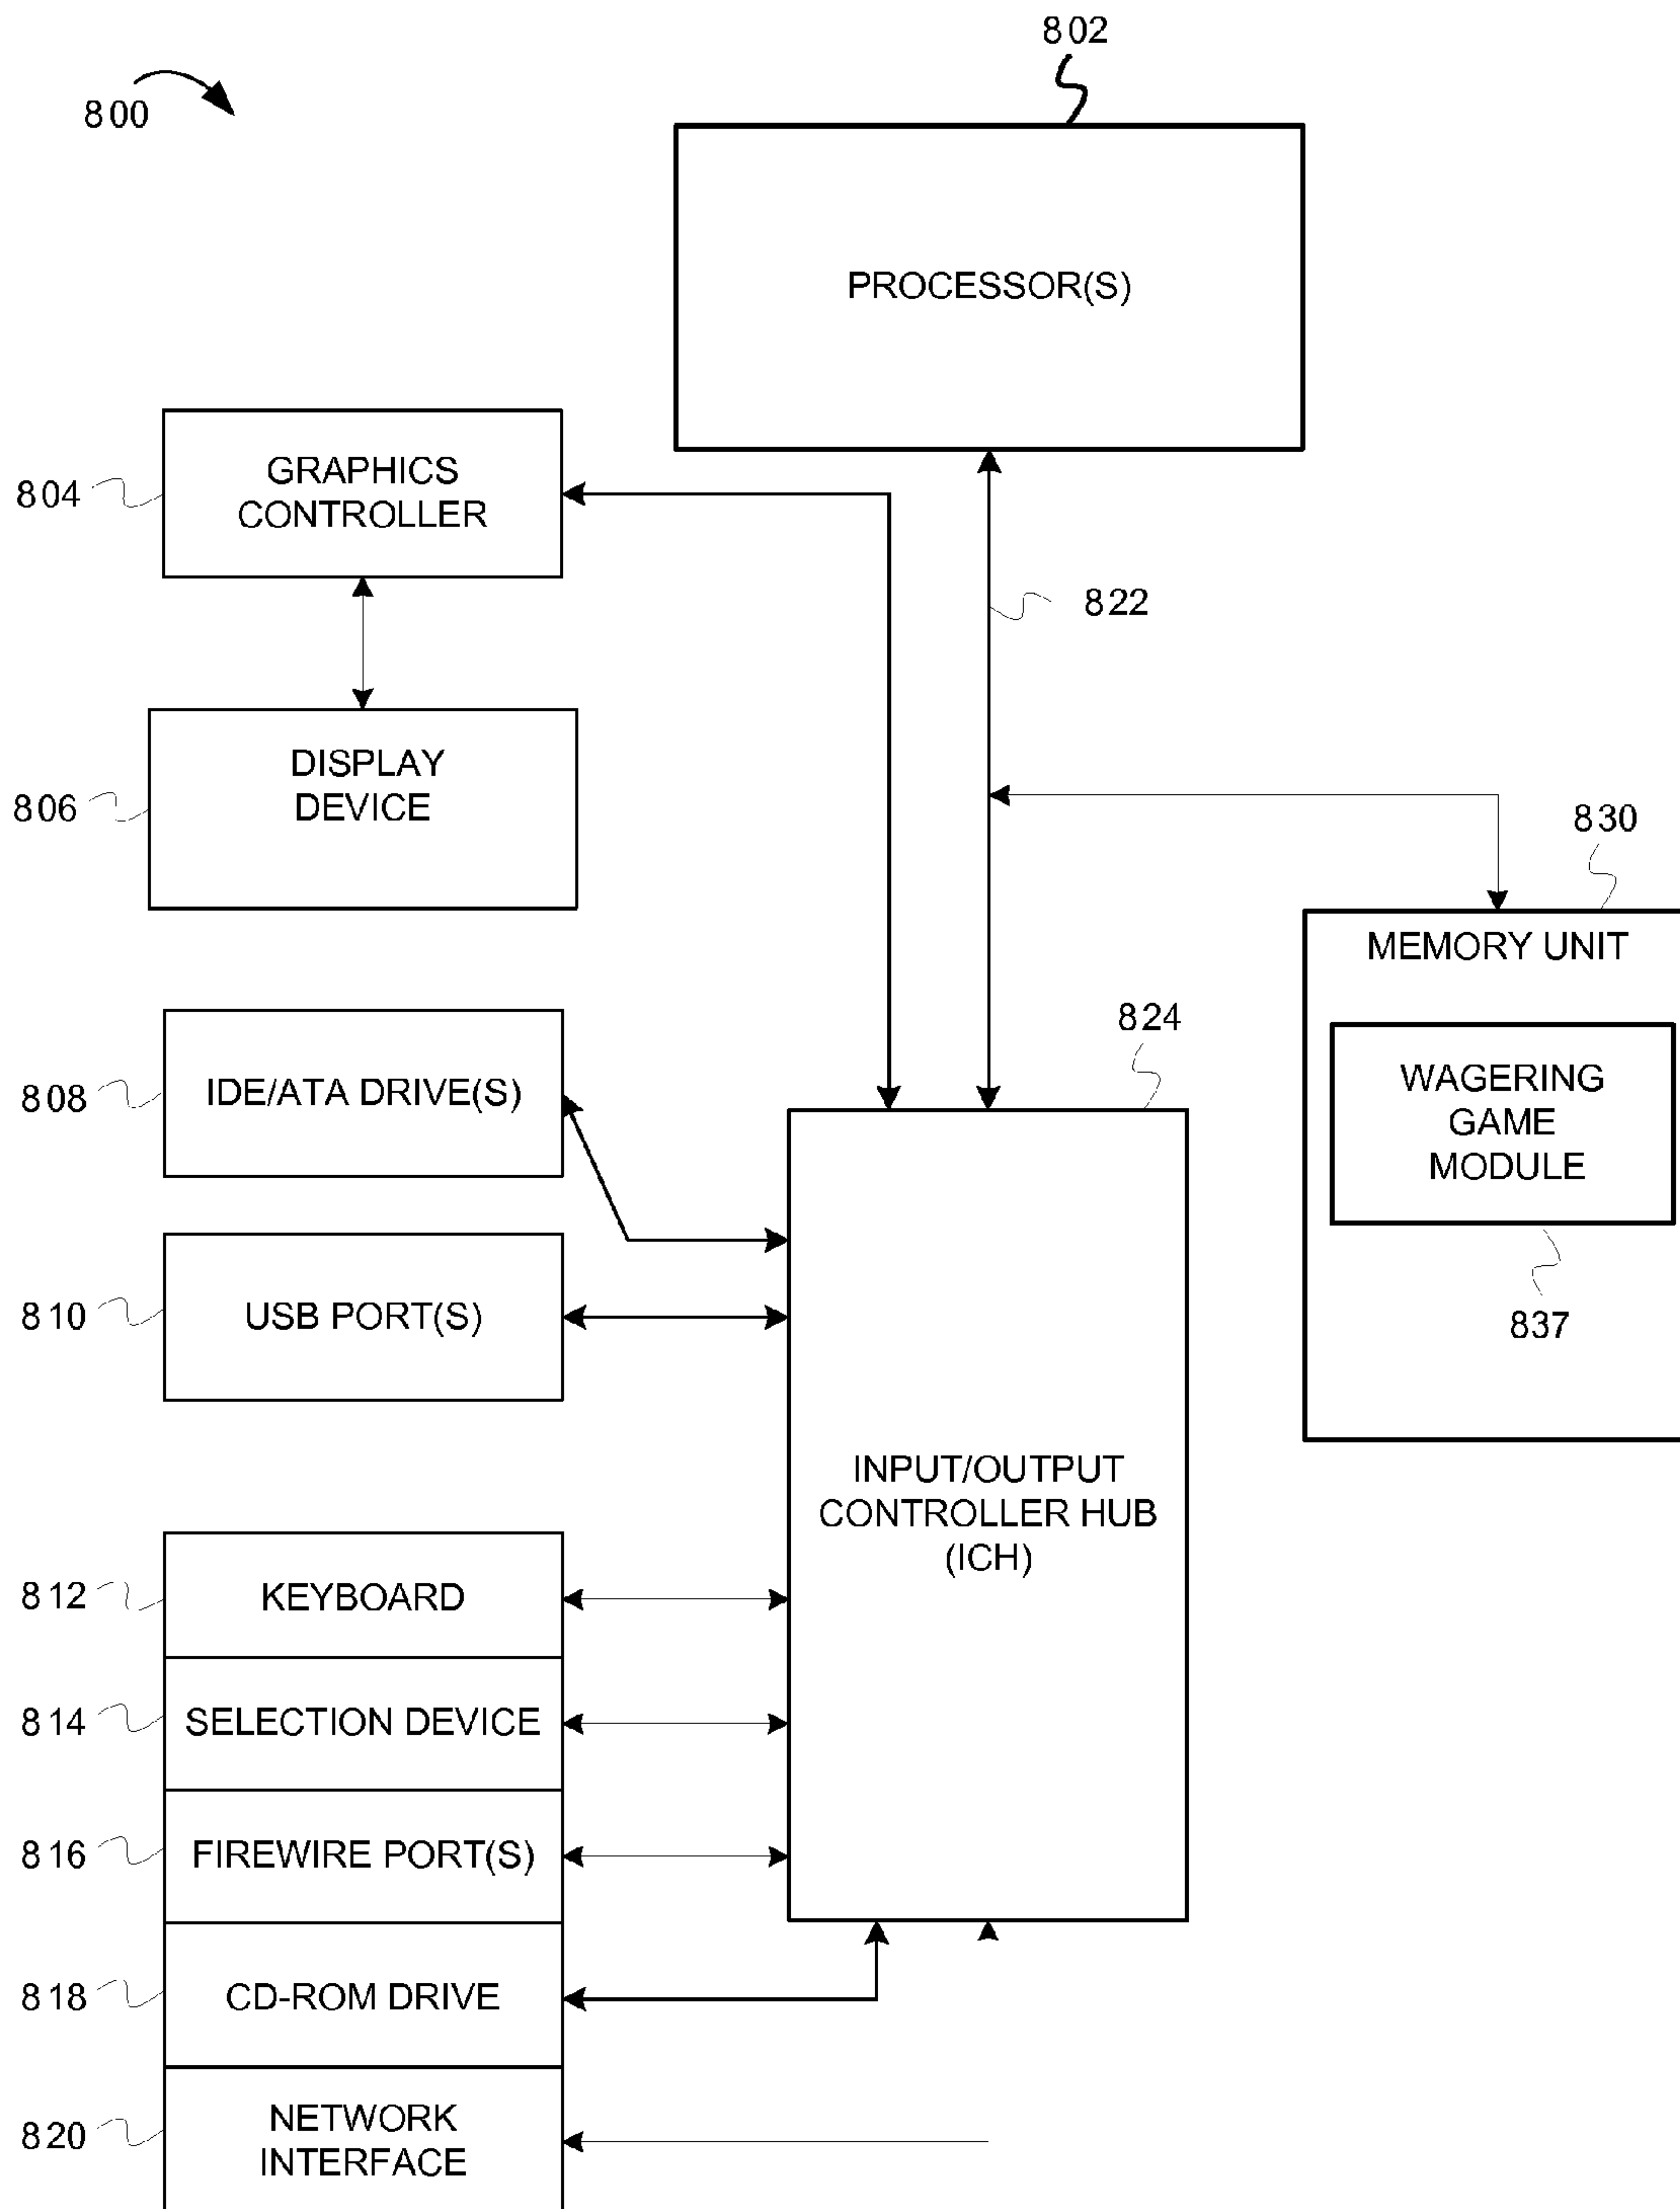 802
800
PROCESSOR(S)
804
GRAPHICS
CONTROLLER
822
806
DISPLAY
DEVICE
830
MEMORY UNIT
824
808
IDE/ATA DRIVE(S)
WAGERING
GAME
MODULE
810
USB PORT(S)
837
INPUT/OUTPUT
CONTROLLER HUB
(ICH)
812
KEYBOARD
814
SELECTION DEVICE
816
FIREWIRE PORT(S)
818
CD-ROM DRIVE
820
NETWORK
INTERFACE